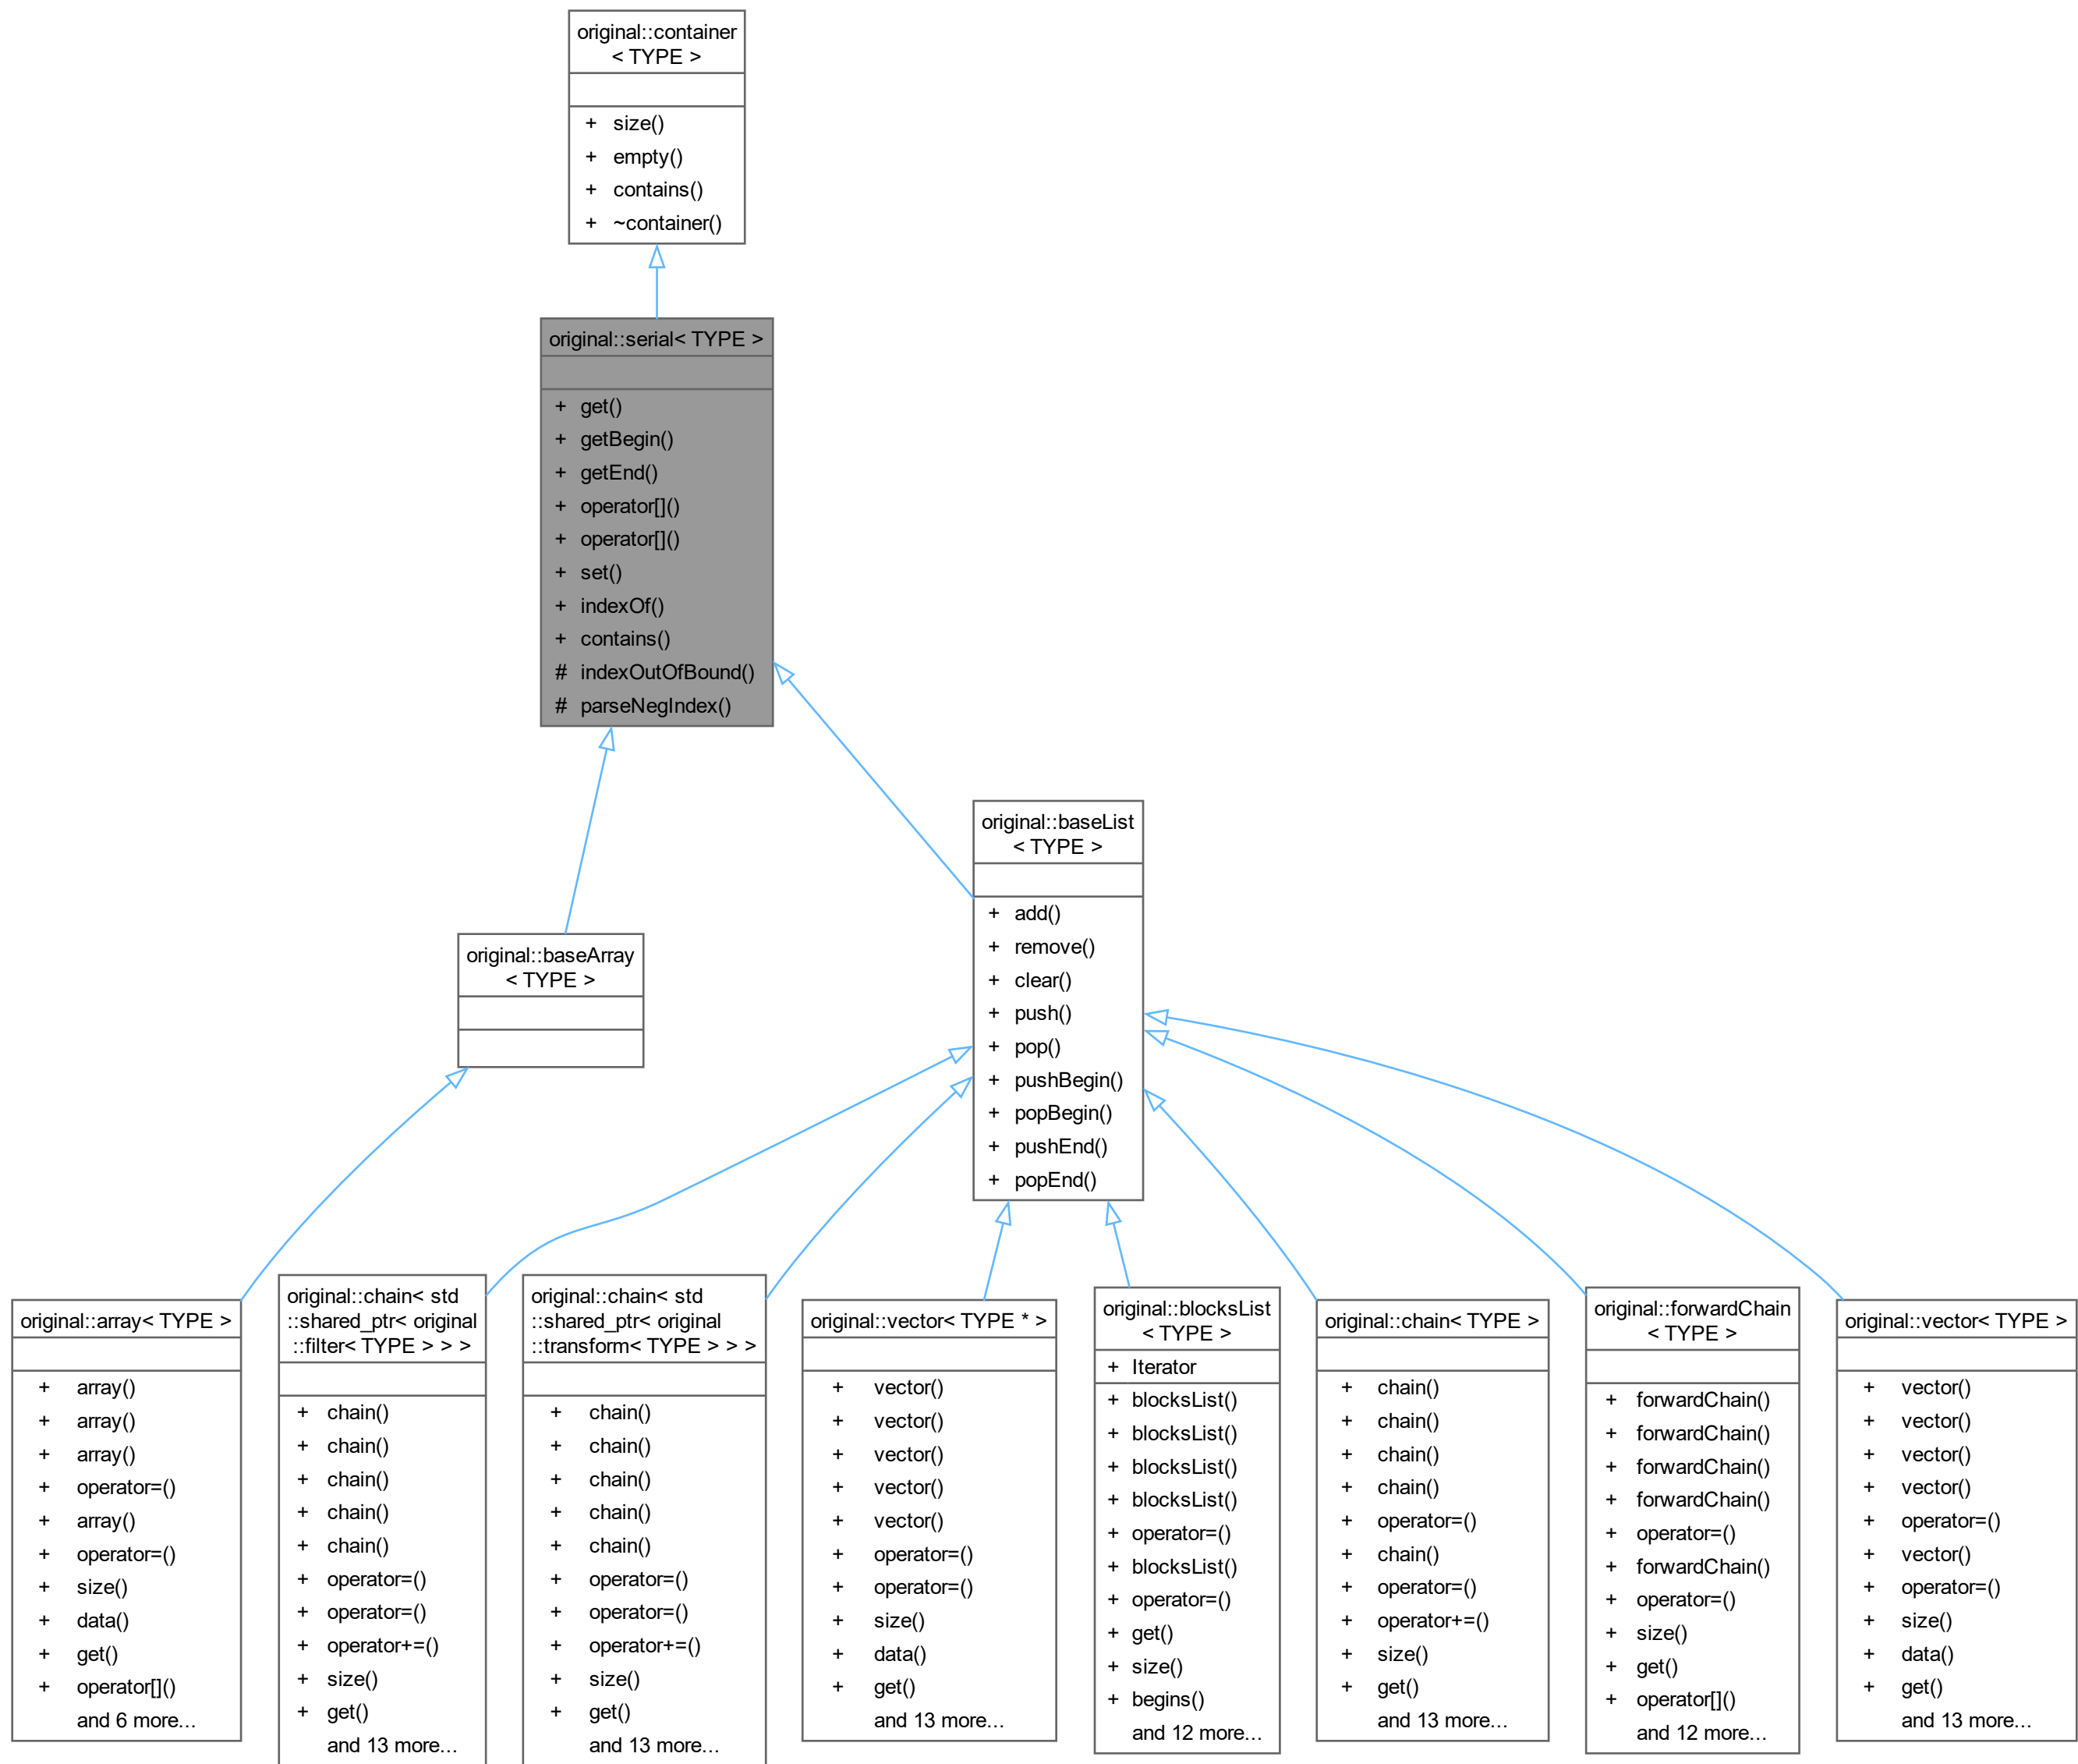 original::container
< TYPE >
+ size()
+ empty()
+ contains()
+ ~container()
original::serial< TYPE >
+ get()
+ getBegin()
+ getEnd()
+ operator[]()
+ operator[]()
+ set()
+ indexOf()
+ contains()
# indexOutOfBound()
# parseNegIndex()
original::baseList
< TYPE >
+ add()
+ remove()
+ clear()
+ push()
+ pop()
+ pushBegin()
+ popBegin()
+ pushEnd()
+ popEnd()
original::baseArray
< TYPE >
original::array< TYPE >
+ array()
+ array()
+ array()
+ operator=()
+ array()
+ operator=()
+ size()
+ data()
+ get()
+ operator[]()
and 6 more...
original::chain< std
::shared_ptr< original
::filter< TYPE > > >
+ chain()
+ chain()
+ chain()
+ chain()
+ chain()
+ operator=()
+ operator=()
+ operator+=()
+ size()
+ get()
and 13 more...
original::chain< std
::shared_ptr< original
::transform< TYPE > > >
+ chain()
+ chain()
+ chain()
+ chain()
+ chain()
+ operator=()
+ operator=()
+ operator+=()
+ size()
+ get()
and 13 more...
original::vector< TYPE * >
+ vector()
+ vector()
+ vector()
+ vector()
+ vector()
+ operator=()
+ operator=()
+ size()
+ data()
+ get()
and 13 more...
original::blocksList
< TYPE >
+ Iterator
+ blocksList()
+ blocksList()
+ blocksList()
+ blocksList()
+ operator=()
+ blocksList()
+ operator=()
+ get()
+ size()
+ begins()
and 12 more...
original::chain< TYPE >
+ chain()
+ chain()
+ chain()
+ chain()
+ operator=()
+ chain()
+ operator=()
+ operator+=()
+ size()
+ get()
and 13 more...
original::forwardChain
< TYPE >
+ forwardChain()
+ forwardChain()
+ forwardChain()
+ forwardChain()
+ operator=()
+ forwardChain()
+ operator=()
+ size()
+ get()
+ operator[]()
and 12 more...
original::vector< TYPE >
+ vector()
+ vector()
+ vector()
+ vector()
+ operator=()
+ vector()
+ operator=()
+ size()
+ data()
+ get()
and 13 more...